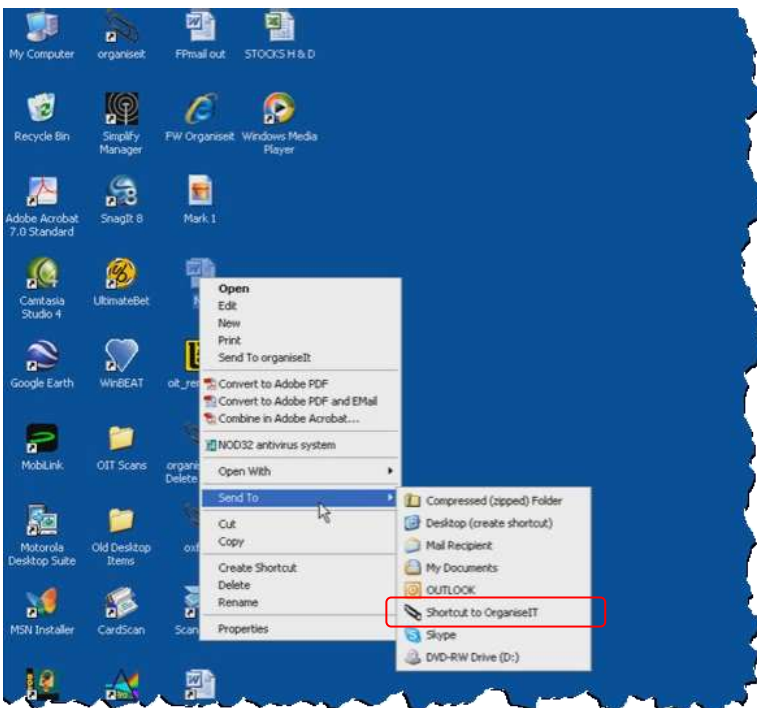 My Computer
organiseit
FPmail out
STOCKS H & D
Recycle Bin
Simplify
Manager
FW Organiseit
Windows Media
Player
Adobe Acrobat
7.0 Standard
SnagIt 8
Mark 1
Camtasia
Studio 4
UltimateBet
Google Earth
WinBEAT
oit_re
MobiLink
OIT Scans
organi
Delete
Motorola
Desktop Suite
Old Desktop
Items
MSN Installer
CardScan
Scan
Open
Edit
New
Print
Send To organiseIt
Convert to Adobe PDF
Convert to Adobe PDF and EMail
Combine in Adobe Acrobat...
NOD32 antivirus system
Open With
Send To
Cut
Copy
Create Shortcut
Delete
Rename
Properties
Compressed (zipped) Folder
Desktop (create shortcut)
Mail Recipient
My Documents
OUTLOOK
Shortcut to OrganiseIT
Skype
DVD-RW Drive (D:)